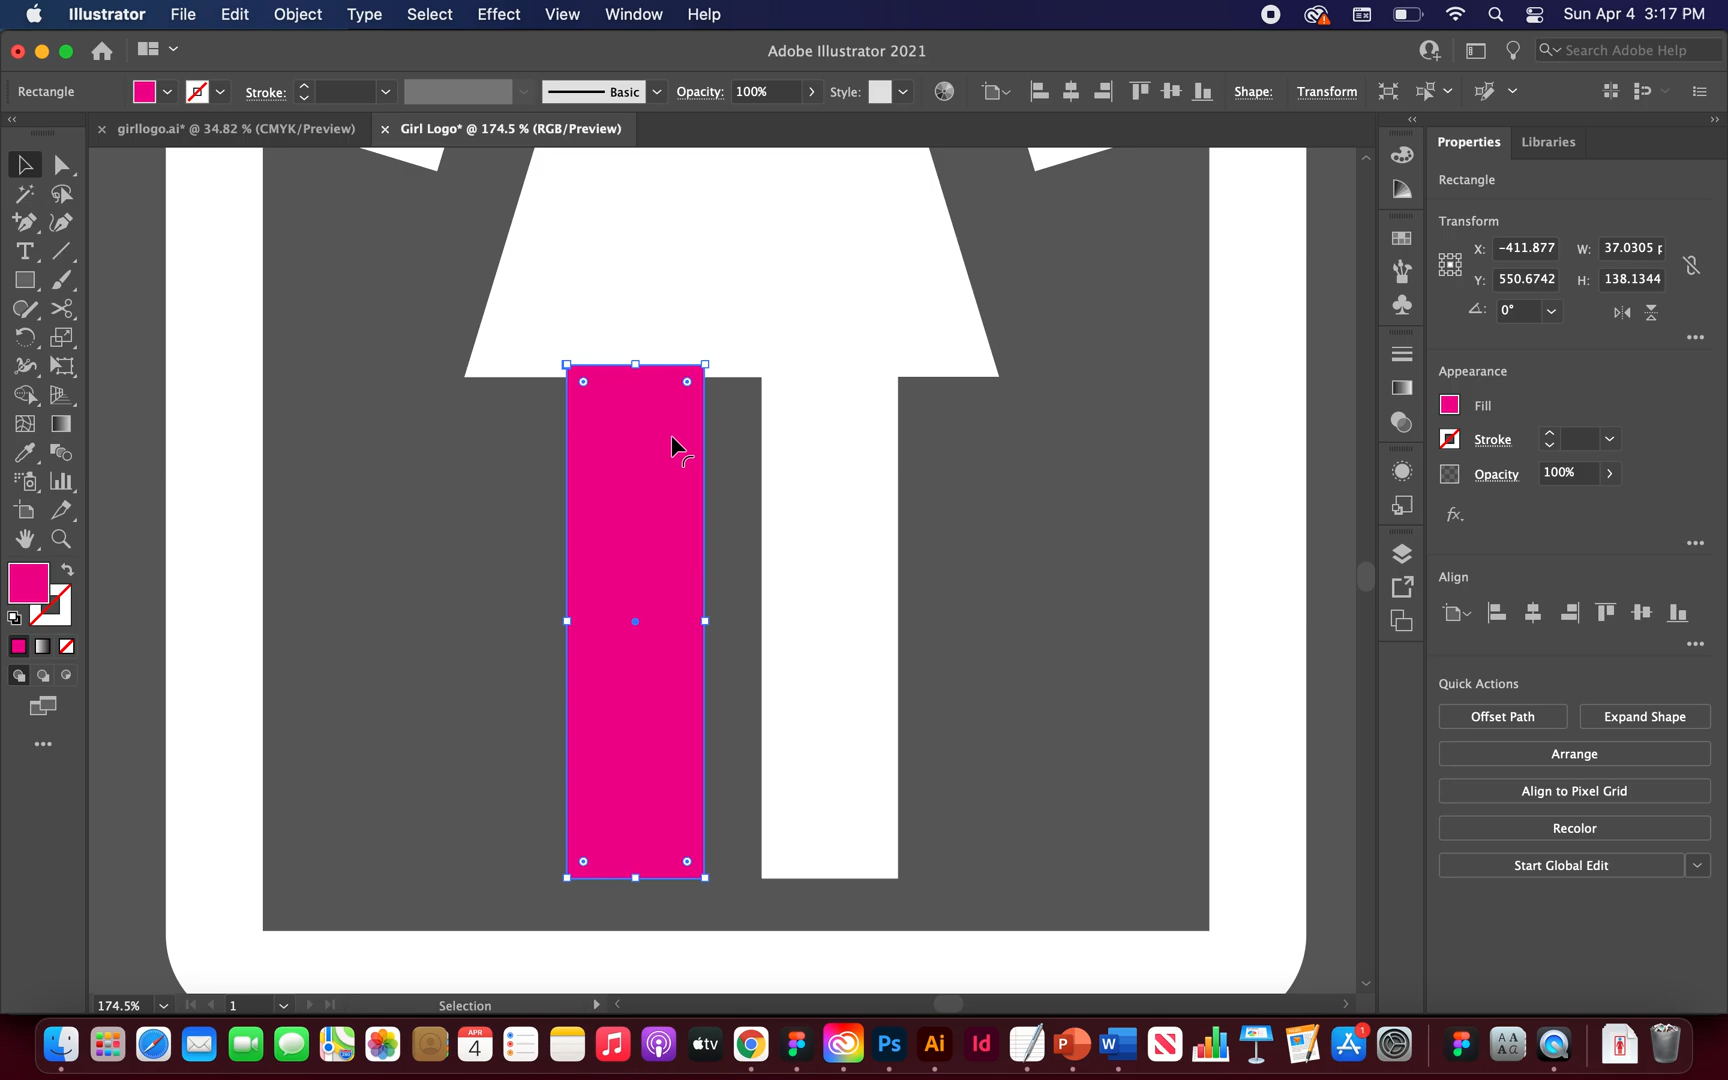 Illustrator File Edit Object Type Select Effect View Window Help Sun Apr 4 3:17 PM
Adobe Illustrator 2021 Search Adobe Help
Rectangle Stroke: Basic Opacity: 100% Style: Shape: Transform
girllogo.ai* @ 34.82 % (CMYK/Preview) Girl Logo* @ 174.5 % (RGB/Preview)
Properties Libraries
Rectangle
Transform
X: -411.877 W: 37.0305 p
Y: 550.6742 H: 138.1344
0°
Appearance
Fill
Stroke
Opacity 100%
fx
Align
Quick Actions
Offset Path Expand Shape
Arrange
Align to Pixel Grid
Recolor
Start Global Edit
174.5% 1 Selection
APR
4
tv
Ps
Ai
Id
P
W
1